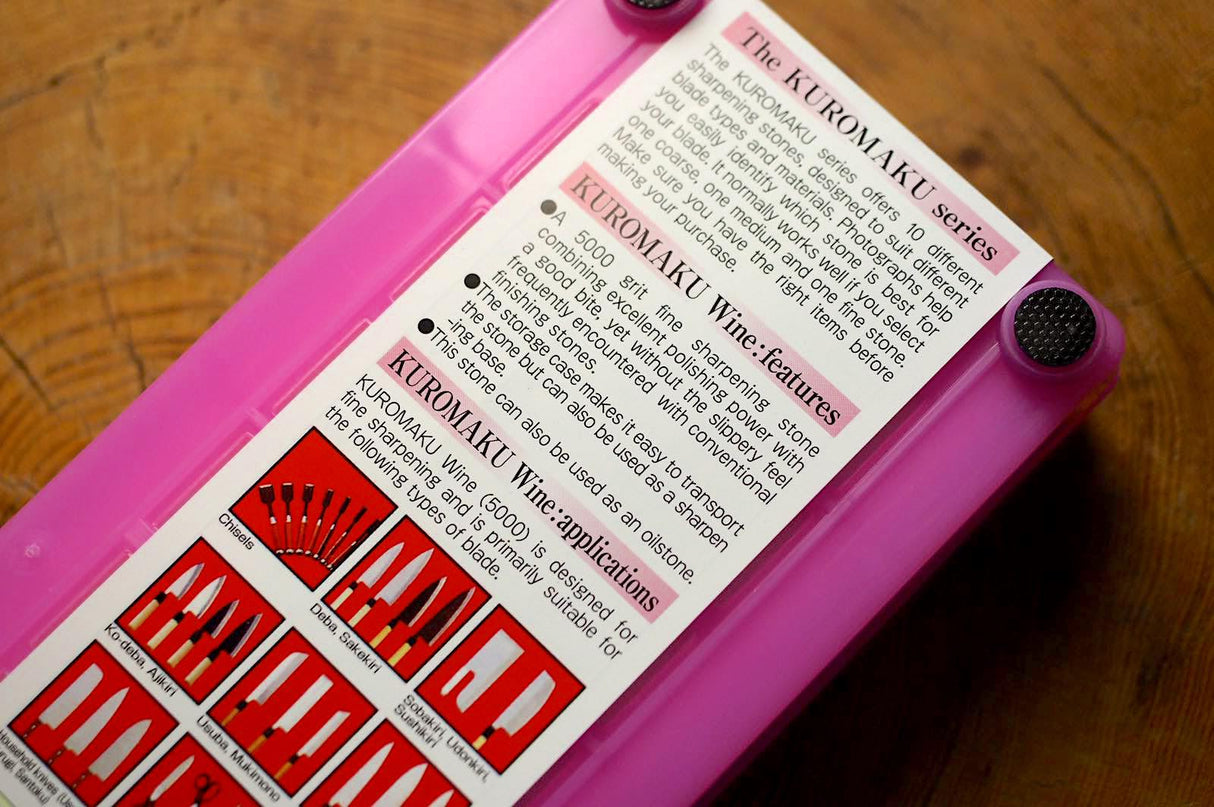 The KUROMAKU series
The KUROMAKU series offers 10 different
sharpening stones, designed to suit different
blade types and materials. Photographs help
you easily identify which stone is best for
your blade. It normally works well if you select
one coarse, one medium and one fine stone.
Make sure you have the right items before
making your purchase.
KUROMAKU Wine:features
●A 5000 grit fine sharpening stone
combining excellent polishing power with
a good bite, yet without the slippery feel
frequently encountered with conventional
finishing stones.
●The storage case makes it easy to transport
the stone but can also be used as a sharpen
-ing base.
●This stone can also be used as an oilstone.
KUROMAKU Wine:applications
KUROMAKU Wine (5000) is designed for
fine sharpening and is primarily suitable for
the following types of blade.
Chisels
Deba, Sakekiri
Sobakiri, Udonkiri,
Sushikiri
Ko-deba, Ajikiri
Usuba, Mukimono
Household knives
Santoku)